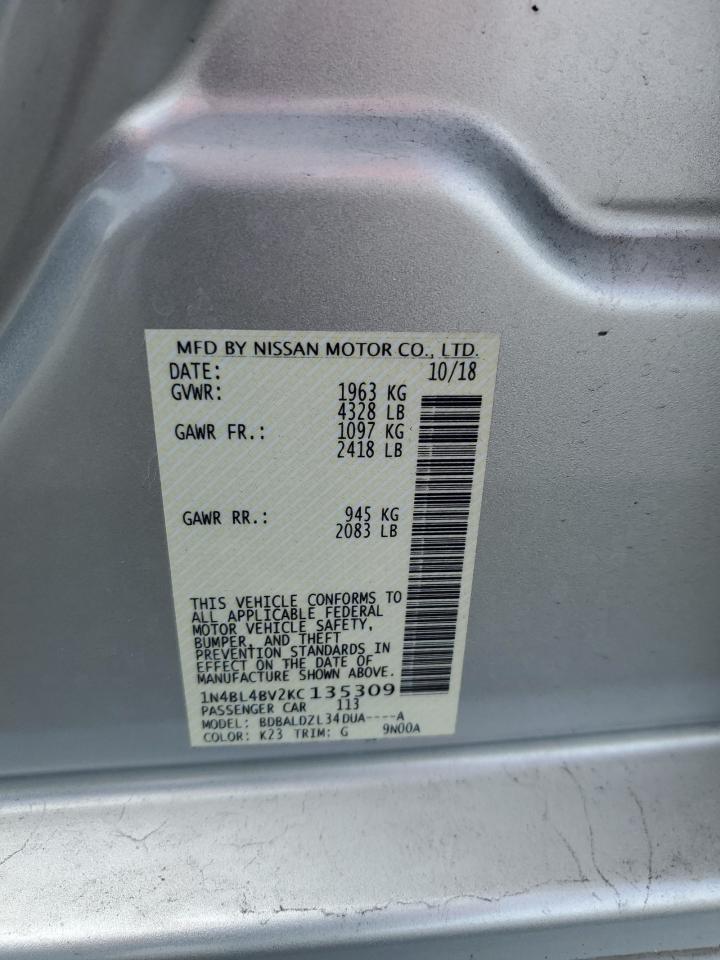 MFD BY NISSAN MOTOR CO., LTD.
DATE: 10/18
GVWR: 1963 KG
4328 LB
GAWR FR.: 1097 KG
2418 LB
GAWR RR.: 945 KG
2083 LB
THIS VEHICLE CONFORMS TO
ALL APPLICABLE FEDERAL
MOTOR VEHICLE SAFETY,
BUMPER, AND THEFT
PREVENTION STANDARDS IN
EFFECT ON THE DATE OF
MANUFACTURE SHOWN ABOVE.
1N4BL4BV2KC135309
PASSENGER CAR 113
MODEL: BDBALDZL34DUA----A
COLOR: K23 TRIM: G 9N00A